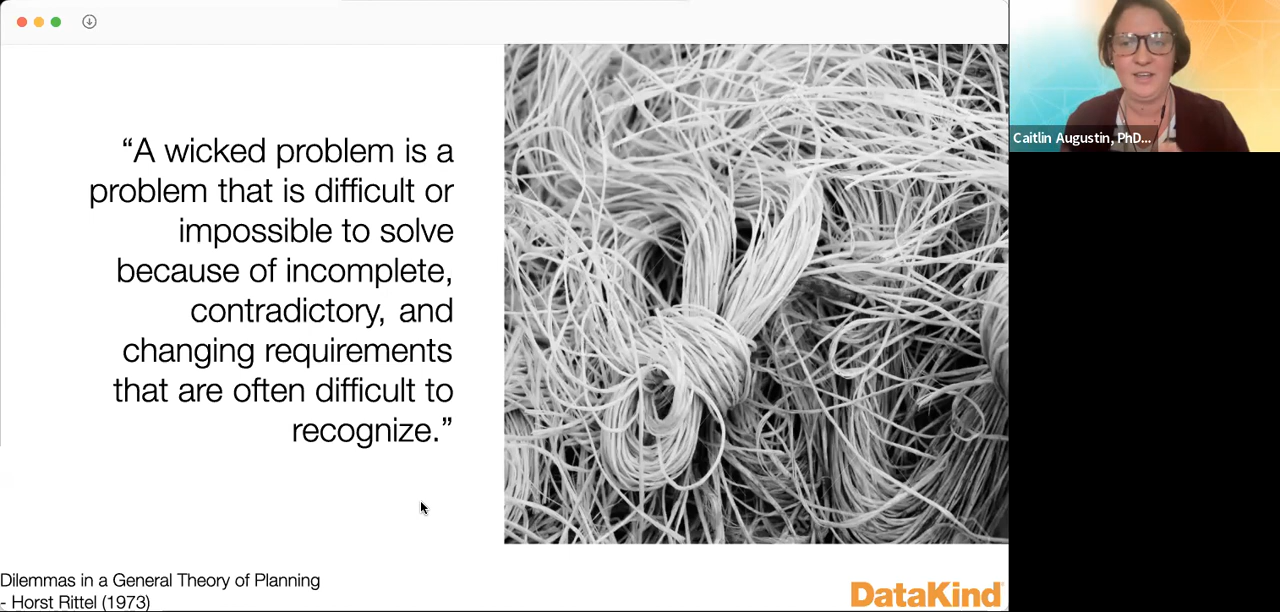 “A wicked problem is a
problem that is difficult or
impossible to solve
because of incomplete,
contradictory, and
changing requirements
that are often difficult to
recognize.”
Dilemmas in a General Theory of Planning
- Horst Rittel (1973)
DataKind
Caitlin Augustin, PhD...